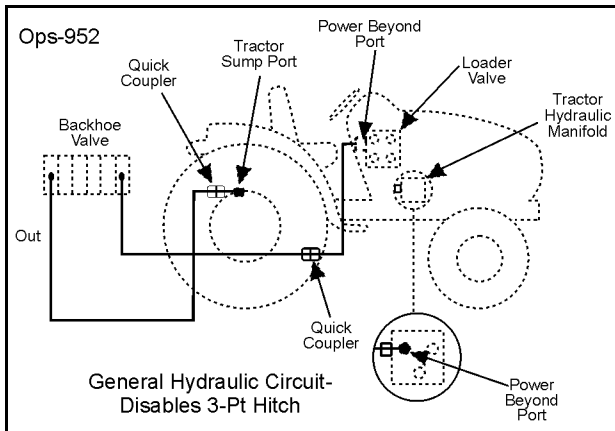 Ops-952
Quick
Coupler
Tractor
Sump Port
Power Beyond
Port
Loader
Valve
Tractor
Hydraulic
Manifold
Backhoe
Valve
Out
Quick
Coupler
General Hydraulic Circuit-
Disables 3-Pt Hitch
Power
Beyond
Port